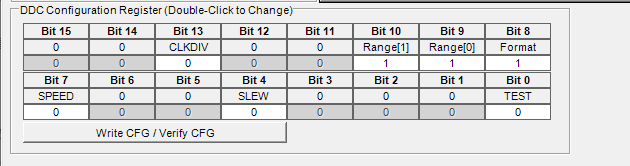 DDC Configuration Register (Double-Click to Change)
Bit 15 Bit 14 Bit 13 Bit 12 Bit 11 Bit 10 Bit 9 Bit 8
0 0 CLKDIV 0 0 Range[1] Range[0] Format
0 0 0 0 0 1 1 1
Bit 7 Bit 6 Bit 5 Bit 4 Bit 3 Bit 2 Bit 1 Bit 0
SPEED 0 0 SLEW 0 0 0 TEST
0 0 0 0 0 0 0 0
Write CFG / Verify CFG